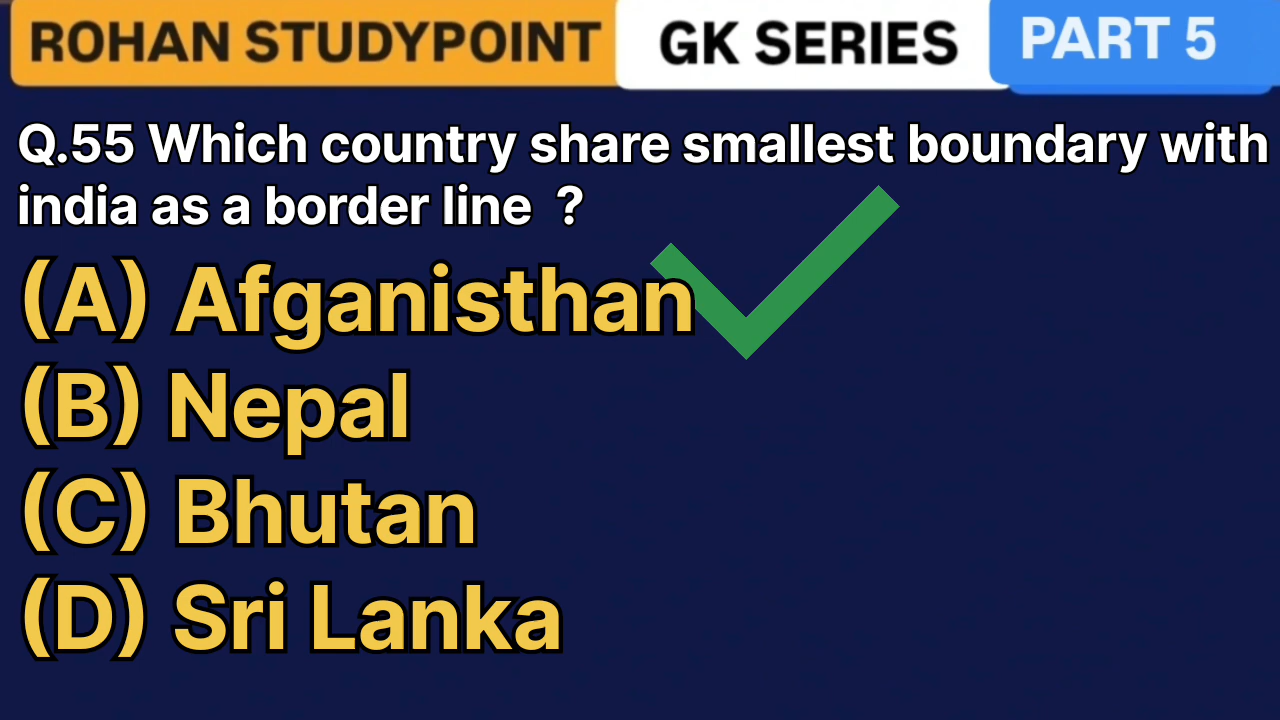 ROHAN STUDYPOINT GK SERIES PART 5
Q.55 Which country share smallest boundary with
india as a border line ?
(A) Afganisthan
(B) Nepal
(C) Bhutan
(D) Sri Lanka